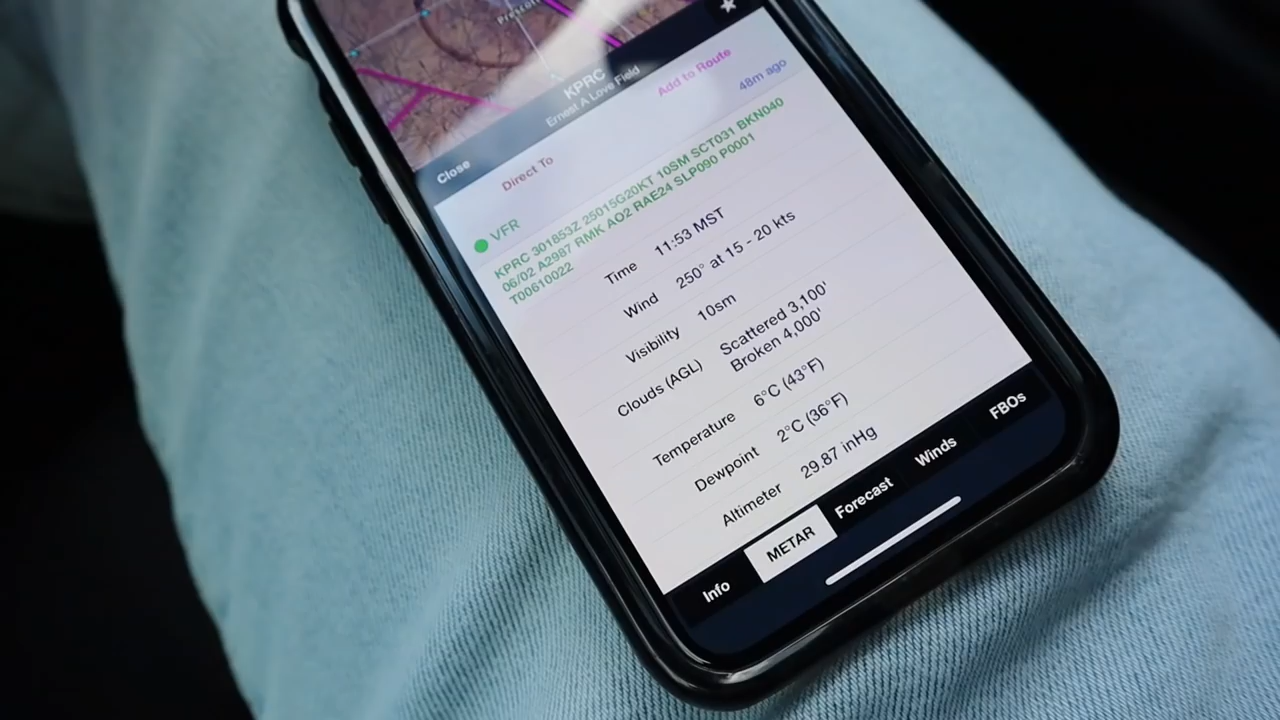 Prescott
KPRC
Ernest A Love Field
Close
Direct To
Add to Route
VFR
48m ago
KPRC 301853Z 25015G20KT 10SM SCT031 BKN040
06/02 A2987 RMK AO2 RAE24 SLP090 P0001
T00610022
Time 11:53 MST
Wind 250° at 15 - 20 kts
Visibility 10sm
Clouds (AGL) Scattered 3,100'
Broken 4,000'
Temperature 6°C (43°F)
Dewpoint 2°C (36°F)
Altimeter 29.87 inHg
Info METAR Forecast Winds FBOs